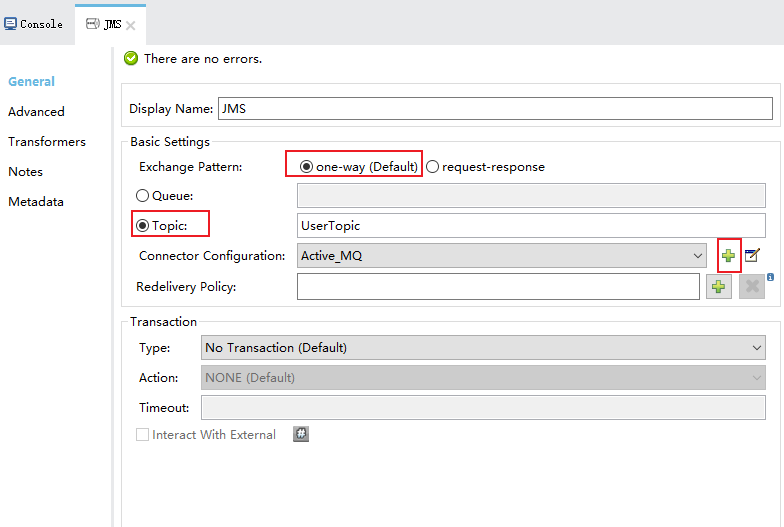 Console
JMS
There are no errors.
General
Advanced
Transformers
Notes
Metadata
Display Name: JMS
Basic Settings
Exchange Pattern: one-way (Default) request-response
Queue:
Topic: UserTopic
Connector Configuration: Active_MQ
Redelivery Policy:
Transaction
Type: No Transaction (Default)
Action: NONE (Default)
Timeout:
Interact With External